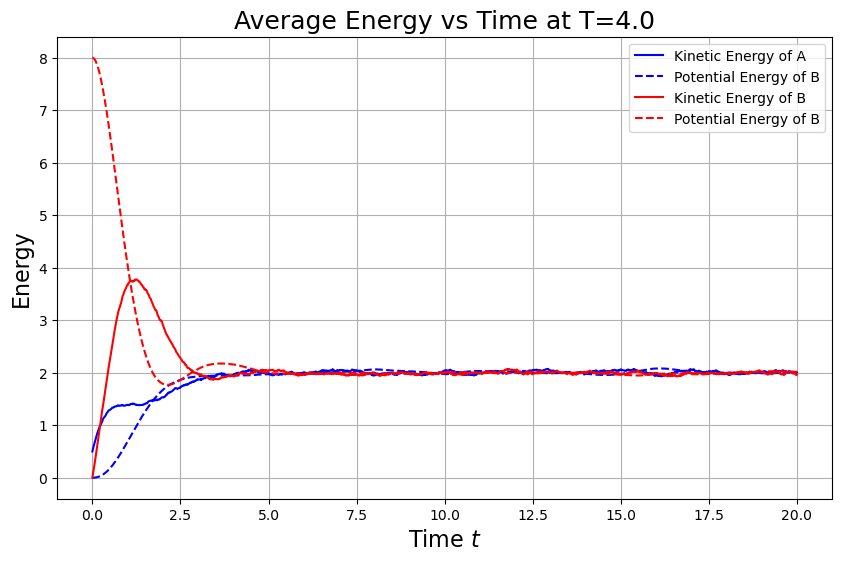 Average Energy vs Time at T=4.0
Kinetic Energy of A
Potential Energy of B
Kinetic Energy of B
Potential Energy of B
Energy
8
7
6
5
4
3
2
1
0
0.0 2.5 5.0 7.5 10.0 12.5 15.0 17.5 20.0
Time t